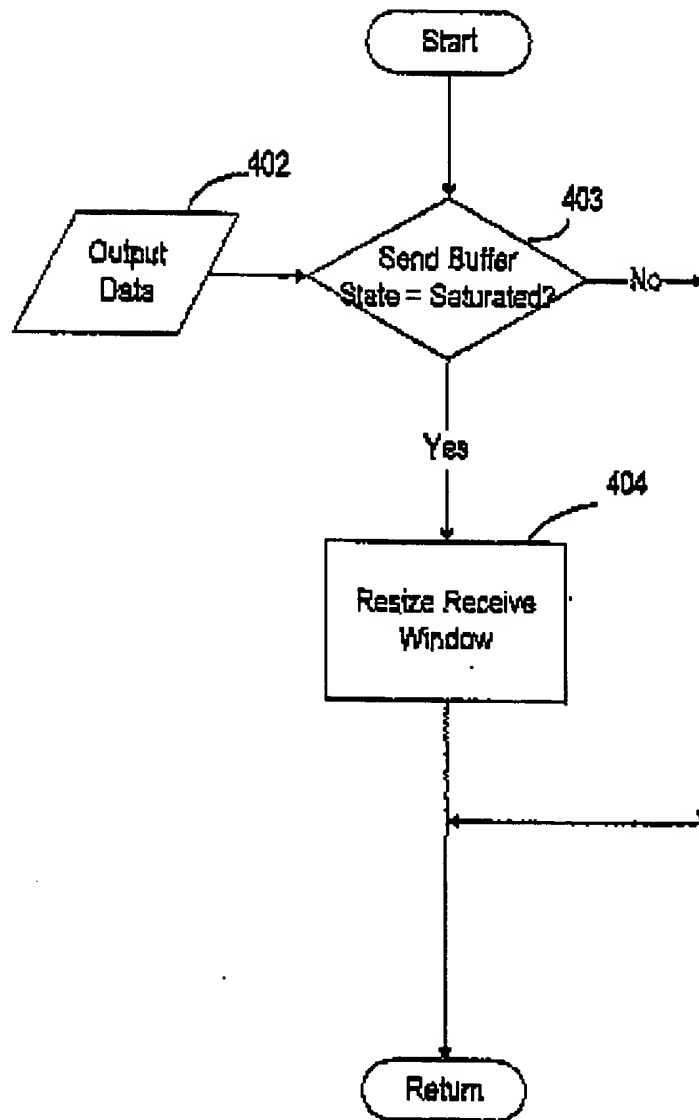 Start
402
403
Output
Data
Send Buffer
State = Saturated?
No
Yes
404
Resize Receive
Window
Return